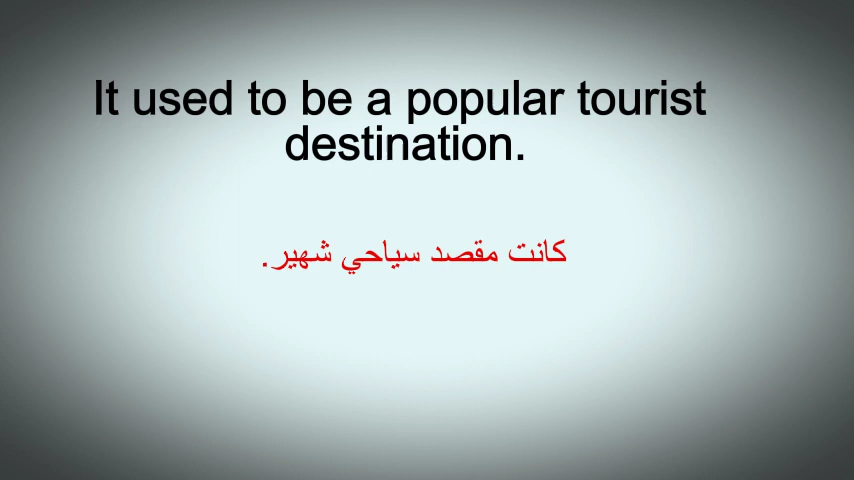 It used to be a popular tourist
destination.
كانت مقصد سياحي شهير.